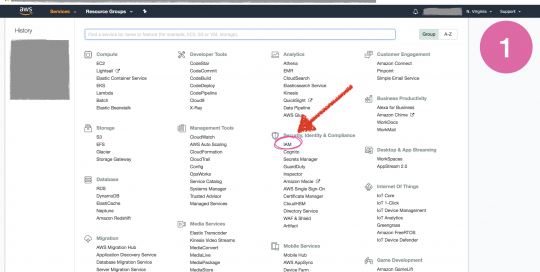 aws
Services
Resource Groups
N. Virginia
Support
History
Find a service by name or feature (for example, EC2, S3 or VM, storage).
Group
A-Z
1
Compute
EC2
Lightsail
Elastic Container Service
EKS
Lambda
Batch
Elastic Beanstalk
Storage
S3
EFS
Glacier
Storage Gateway
Database
RDS
DynamoDB
ElastiCache
Neptune
Amazon Redshift
Migration
AWS Migration Hub
Application Discovery Service
Database Migration Service
Server Migration Service
Developer Tools
CodeStar
CodeCommit
CodeBuild
CodeDeploy
CodePipeline
Cloud9
X-Ray
Management Tools
CloudWatch
AWS Auto Scaling
CloudFormation
CloudTrail
Config
OpsWorks
Service Catalog
Systems Manager
Trusted Advisor
Managed Services
Media Services
Elastic Transcoder
Kinesis Video Streams
MediaConvert
MediaLive
MediaPackage
MediaStore
Analytics
Athena
EMR
CloudSearch
Elasticsearch Service
Kinesis
QuickSight
Data Pipeline
AWS Glue
Security, Identity & Compliance
IAM
Cognito
Secrets Manager
GuardDuty
Inspector
Amazon Macie
AWS Single Sign-On
Certificate Manager
CloudHSM
Directory Service
WAF & Shield
Artifact
Mobile Services
Mobile Hub
AWS AppSync
Device Farm
Customer Engagement
Amazon Connect
Pinpoint
Simple Email Service
Business Productivity
Alexa for Business
Amazon Chime
WorkDocs
WorkMail
Desktop & App Streaming
WorkSpaces
AppStream 2.0
Internet Of Things
IoT Core
IoT 1-Click
IoT Device Management
IoT Analytics
Greengrass
Amazon FreeRTOS
IoT Device Defender
Game Development
Amazon GameLift